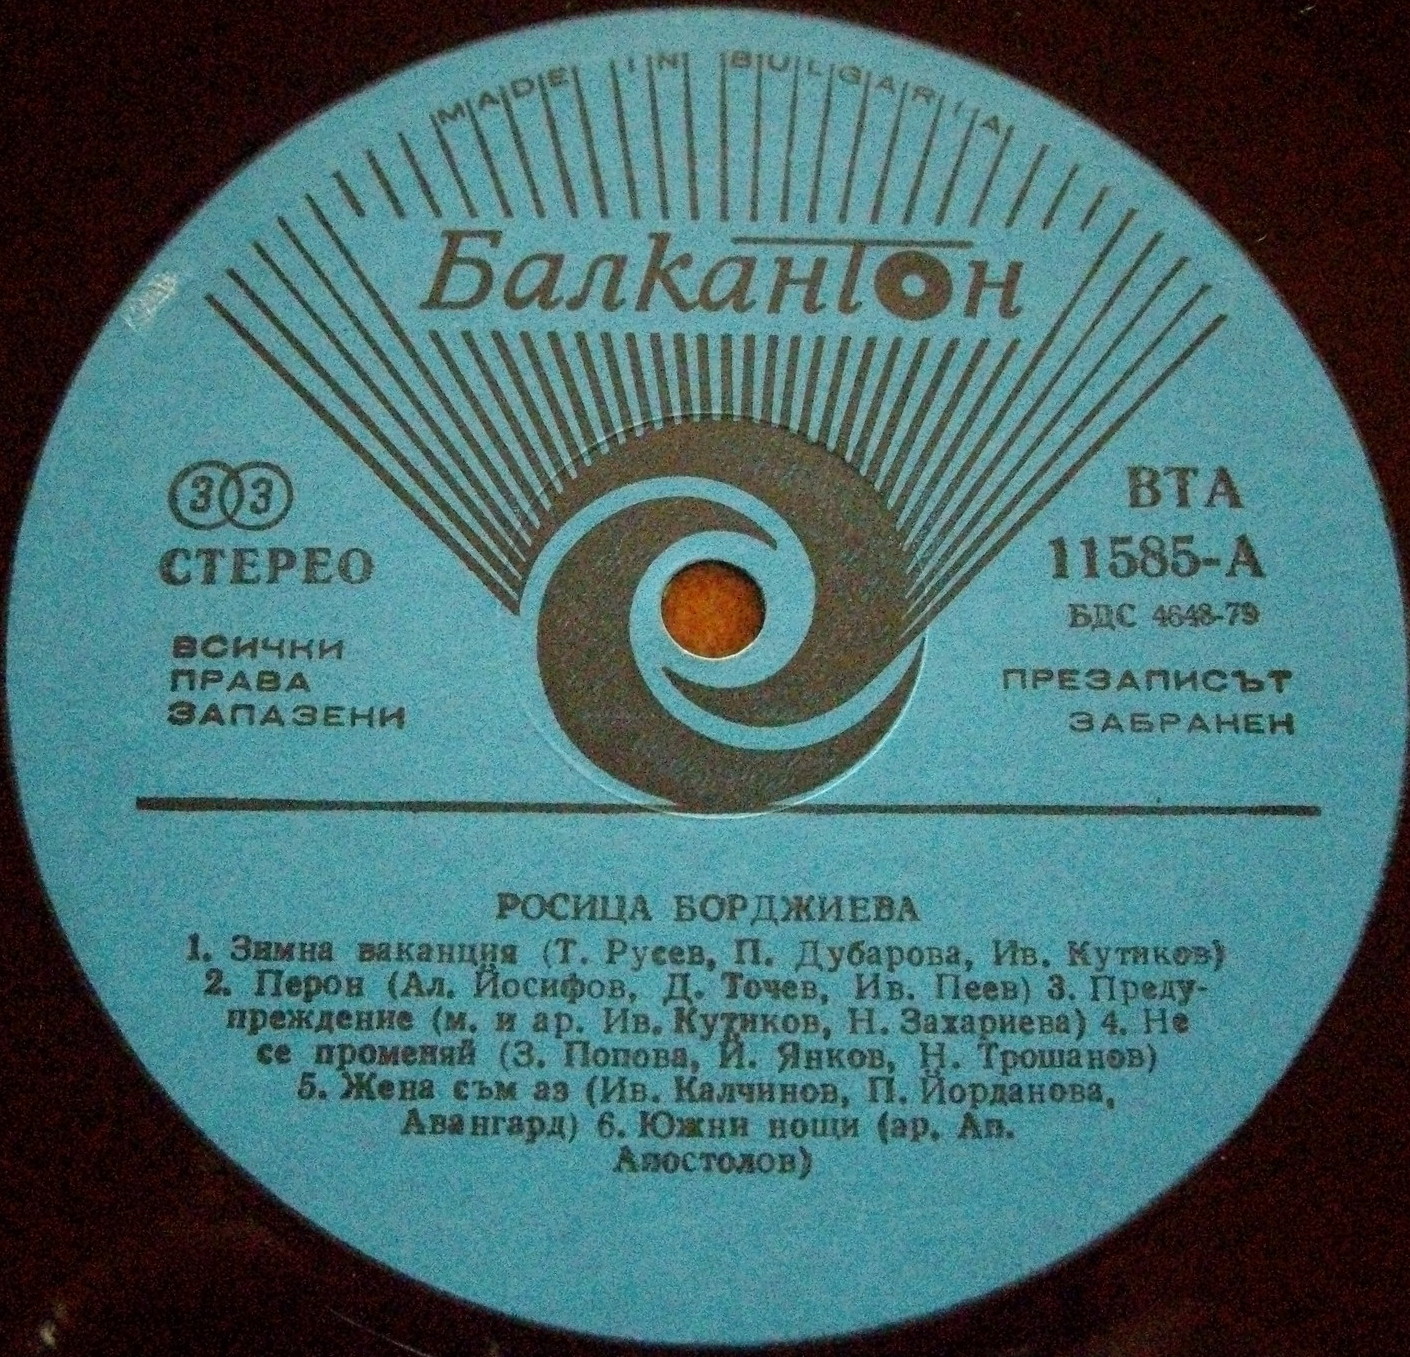 MADE IN BULGARIA
Балкантон
33
СТЕРЕО
ВСИЧКИ
ПРАВА
ЗАПАЗЕНИ
ВТА
11585-А
БДС 4648-79
ПРЕЗАПИСЪТ
ЗАБРАНЕН
РОСИЦА БОРДЖИЕВА
1. Зимна ваканция (Т. Русев, П. Дубарова, Ив. Кутиков)
2. Перон (Ал. Йосифов, Д. Точев, Ив. Пеев) 3. Преду-
преждение (м. и ар. Ив. Кутиков, Н. Захариева) 4. Не
се променяй (З. Попова, Й. Янков, Н. Трошанов)
5. Жена съм аз (Ив. Калчинов, П. Йорданова,
Авангард) 6. Южни нощи (ар. Ап.
Апостолов)